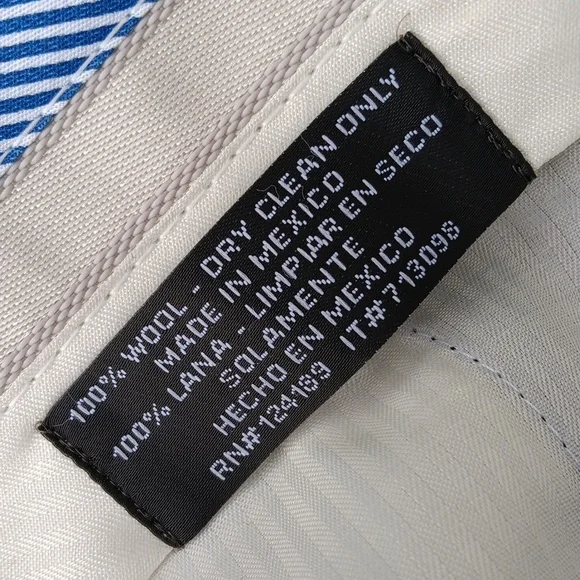 100% WOOL - DRY CLEAN ONLY
MADE IN MEXICO
100% LANA - LIMPIAR EN SECO
SOLAMENTE
HECHO EN MEXICO
RN#124189 IT#713098